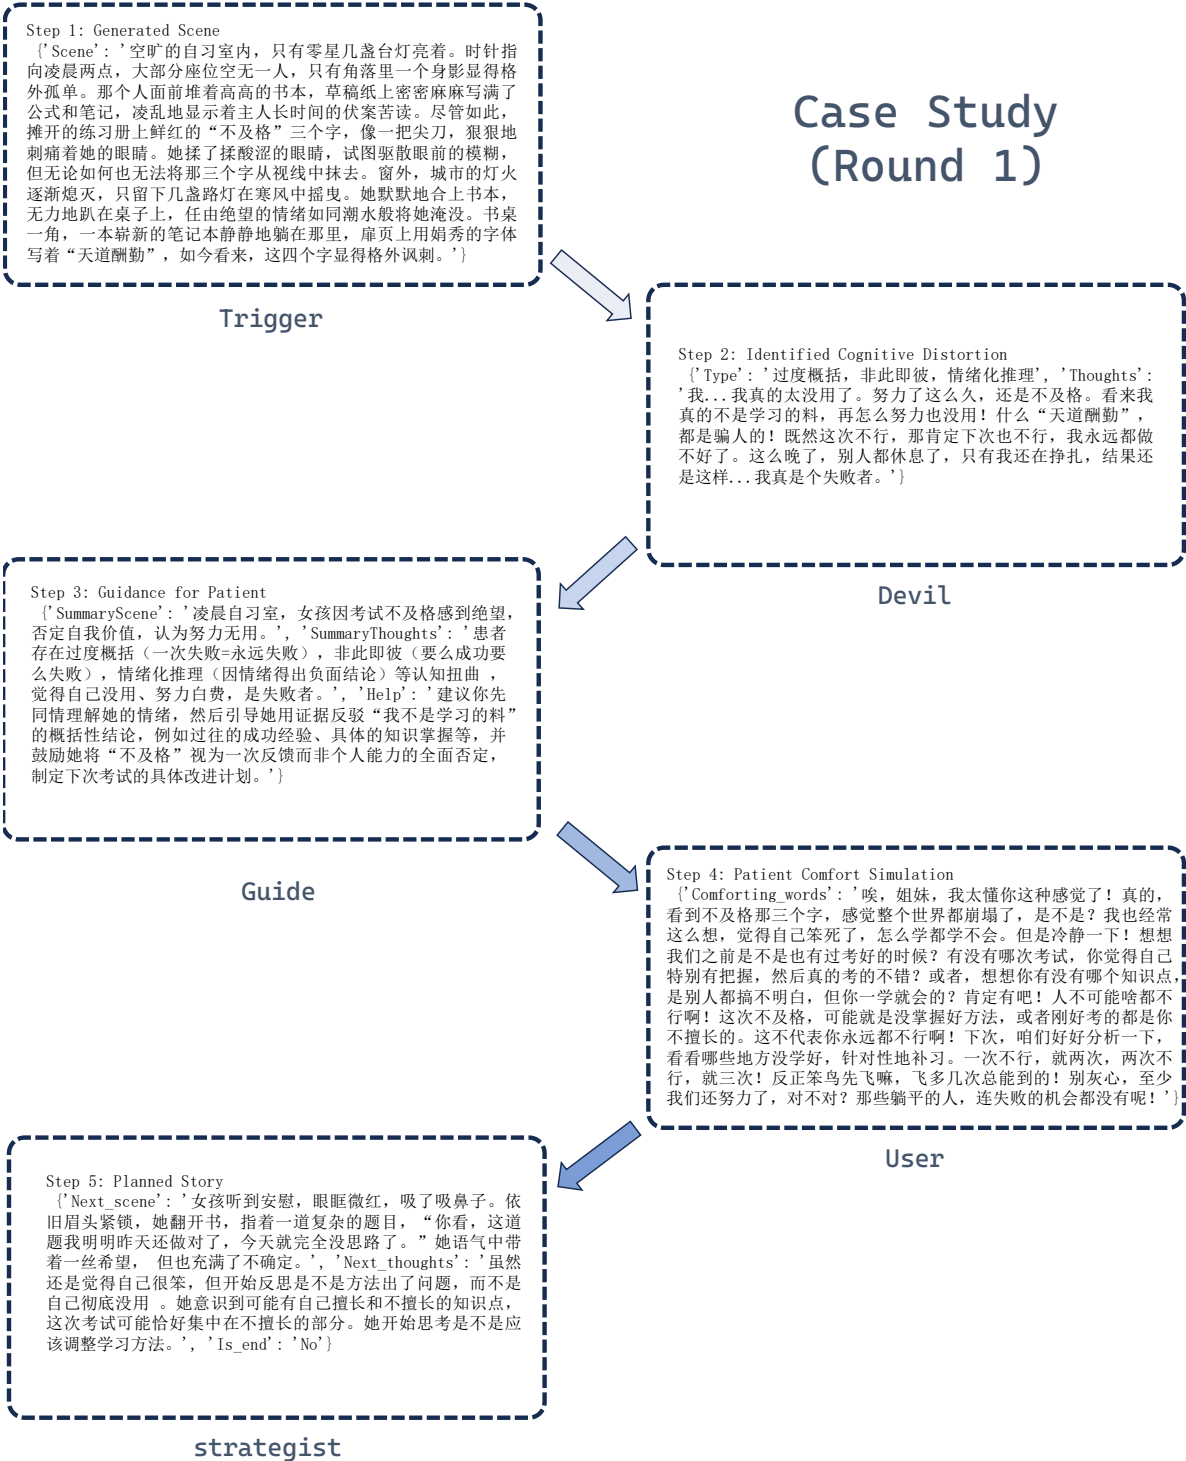 Case Study
(Round 1)
Step 1: Generated Scene
{'Scene': '空旷的自习室内，只有零星几盏台灯亮着。时针指
向凌晨两点，大部分座位空无一人，只有角落里一个身影显得格
外孤单。那个人面前堆着高高的书本，草稿纸上密密麻麻写满了
公式和笔记，凌乱地显示着主人长时间的伏案苦读。尽管如此，
摊开的练习册上鲜红的“不及格”三个字，像一把尖刀，狠狠地
刺痛着她的眼睛。她揉了揉酸涩的眼睛，试图驱散眼前的模糊，
但无论如何也无法将那三个字从视线中抹去。窗外，城市的灯火
逐渐熄灭，只留下几盏路灯在寒风中摇曳。她默默地合上书本，
无力地趴在桌子上，任由绝望的情绪如同潮水般将她淹没。书桌
一角，一本崭新的笔记本静静地躺在那里，扉页上用娟秀的字体
写着“天道酬勤”，如今看来，这四个字显得格外讽刺。'}
Trigger
Step 2: Identified Cognitive Distortion
{'Type': '过度概括，非此即彼，情绪化推理', 'Thoughts':
'我...我真的太没用了。努力了这么久，还是不及格。看来我
真的不是学习的料，再怎么努力也没用！什么“天道酬勤”，
都是骗人的！既然这次不行，那肯定下次也不行，我永远都做
不好了。这么晚了，别人都休息了，只有我还在挣扎，结果还
是这样...我真是个失败者。'}
Devil
Step 3: Guidance for Patient
{'SummaryScene': '凌晨自习室，女孩因考试不及格感到绝望，
否定自我价值，认为努力无用。', 'SummaryThoughts': '患者
存在过度概括（一次失败=永远失败），非此即彼（要么成功要
么失败），情绪化推理（因情绪得出负面结论）等认知扭曲 ，
觉得自己没用、努力白费，是失败者。', 'Help': '建议你先
同情理解她的情绪，然后引导她用证据反驳“我不是学习的料”
的概括性结论，例如过往的成功经验、具体的知识掌握等，并
鼓励她将“不及格”视为一次反馈而非个人能力的全面否定，
制定下次考试的具体改进计划。'}
Guide
Step 4: Patient Comfort Simulation
{'Comforting_words': '唉，姐妹，我太懂你这种感觉了！真的，
看到不及格那三个字，感觉整个世界都崩塌了，是不是？我也经常
这么想，觉得自己笨死了，怎么学都学不会。但是冷静一下！想想
我们之前是不是也有过考好的时候？有没有哪次考试，你觉得自己
特别有把握，然后真的考的不错？或者，想想你有没有哪个知识点，
是别人都搞不明白，但你一学就会的？肯定有吧！人不可能啥都不
行啊！这次不及格，可能就是没掌握好方法，或者刚好考的都是你
不擅长的。这不代表你永远都不行啊！下次，咱们好好分析一下，
看看哪些地方没学好，针对性地补习。一次不行，就两次，两次不
行，就三次！反正笨鸟先飞嘛，飞多几次总能到的！别灰心，至少
我们还努力了，对不对？那些躺平的人，连失败的机会都没有呢！'}
User
Step 5: Planned Story
{'Next_scene': '女孩听到安慰，眼眶微红，吸了吸鼻子。依
旧眉头紧锁，她翻开书，指着一道复杂的题目，“你看，这道
题我明明昨天还做对了，今天就完全没思路了。”她语气中带
着一丝希望， 但也充满了不确定。', 'Next_thoughts': '虽然
还是觉得自己很笨，但开始反思是不是方法出了问题，而不是
自己彻底没用 。她意识到可能有自己擅长和不擅长的知识点，
这次考试可能恰好集中在不擅长的部分。她开始思考是不是应
该调整学习方法。', 'Is_end': 'No'}
strategist